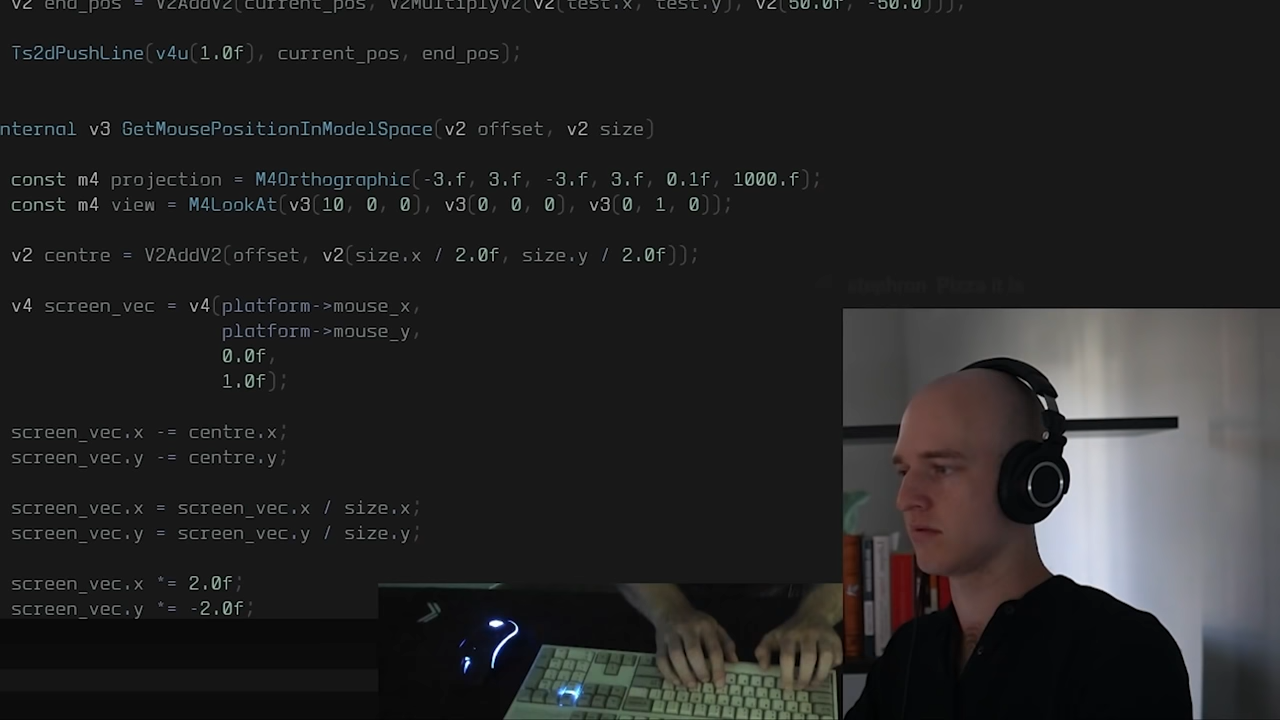 v2 end_pos = V2AddV2(current_pos, V2MultiplyV2(v2(test.x, test.y), v2(50.0f, -50.0)));
Ts2dPushLine(v4u(1.0f), current_pos, end_pos);
nternal v3 GetMousePositionInModelSpace(v2 offset, v2 size)
const m4 projection = M4Orthographic(-3.f, 3.f, -3.f, 3.f, 0.1f, 1000.f);
const m4 view = M4LookAt(v3(10, 0, 0), v3(0, 0, 0), v3(0, 1, 0));
v2 centre = V2AddV2(offset, v2(size.x / 2.0f, size.y / 2.0f));
v4 screen_vec = v4(platform->mouse_x,
platform->mouse_y,
0.0f,
1.0f);
screen_vec.x -= centre.x;
screen_vec.y -= centre.y;
screen_vec.x = screen_vec.x / size.x;
screen_vec.y = screen_vec.y / size.y;
screen_vec.x *= 2.0f;
screen_vec.y *= -2.0f;